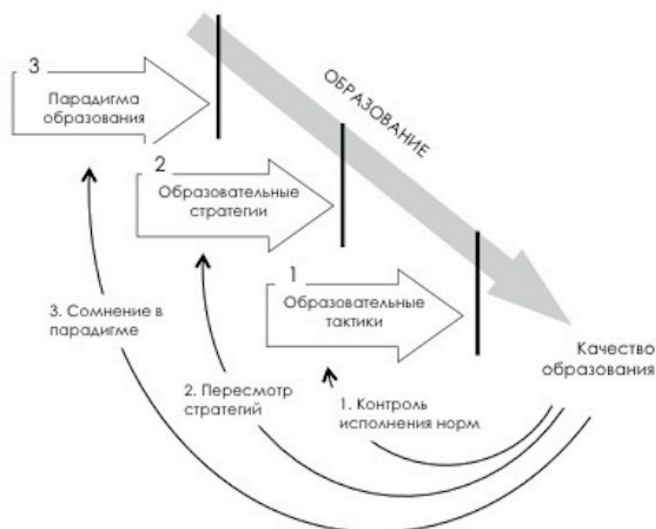 3
Парадигма
образования
ОБРАЗОВАНИЕ
2
Образовательные
стратегии
1
Образовательные
тактики
3. Сомнение в
парадигме
Качество
образования
2. Пересмотр
стратегий
1. Контроль
исполнения норм